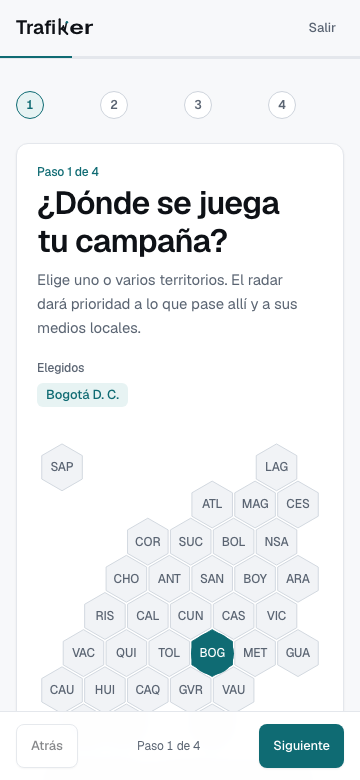 Trafiker
Salir
1 2 3 4
Paso 1 de 4
¿Dónde se juega
tu campaña?
Elige uno o varios territorios. El radar
dará prioridad a lo que pase allí y a sus
medios locales.
Elegidos
Bogotá D. C.
SAP LAG
ATL MAG CES
COR SUC BOL NSA
CHO ANT SAN BOY ARA
RIS CAL CUN CAS VIC
VAC QUI TOL BOG MET GUA
CAU HUI CAQ GVR VAU
Atrás Paso 1 de 4 Siguiente